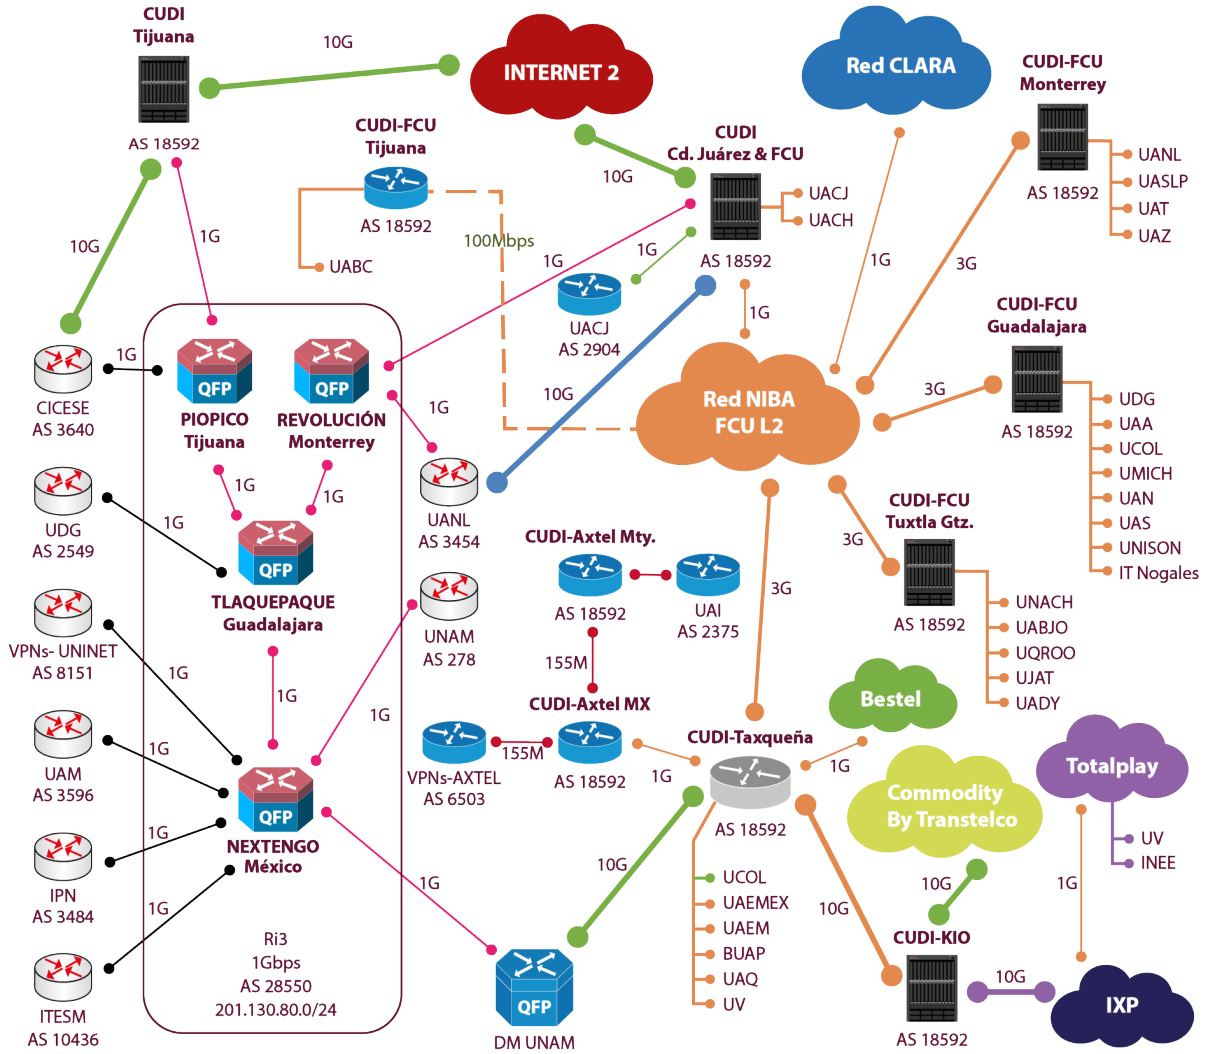 CUDI
Tijuana
AS 18592
10G
INTERNET 2
Red CLARA
CUDI-FCU
Monterrey
AS 18592
UANL
UASLP
UAT
UAZ
CUDI-FCU
Tijuana
AS 18592
UABC
100Mbps
CUDI
Cd. Juárez & FCU
10G
UACJ
UACH
AS 18592
1G
1G
UACJ
AS 2904
10G
1G
1G
3G
10G
1G
CUDI-FCU
Guadalajara
AS 18592
3G
UDG
UAA
UCOL
UMICH
UAN
UAS
UNISON
IT Nogales
Red NIBA
FCU L2
CICESE
AS 3640
1G
QFP
PIOPICO
Tijuana
QFP
REVOLUCIÓN
Monterrey
1G
1G
1G
UANL
AS 3454
UDG
AS 2549
1G
QFP
TLAQUEPAQUE
Guadalajara
UNAM
AS 278
1G
1G
VPNs- UNINET
AS 8151
1G
UAM
AS 3596
1G
QFP
NEXTENGO
México
IPN
AS 3484
1G
ITESM
AS 10436
1G
Ri3
1Gbps
AS 28550
201.130.80.0/24
1G
QFP
DM UNAM
10G
CUDI-Axtel Mty.
AS 18592
UAI
AS 2375
155M
CUDI-Axtel MX
AS 18592
155M
VPNs-AXTEL
AS 6503
1G
3G
3G
CUDI-FCU
Tuxtla Gtz.
AS 18592
UNACH
UABJO
UQROO
UJAT
UADY
CUDI-Taxqueña
AS 18592
1G
Bestel
UCOL
UAEMEX
UAEM
BUAP
UAQ
UV
10G
Commodity
By Transtelco
10G
CUDI-KIO
AS 18592
10G
Totalplay
UV
INEE
1G
IXP